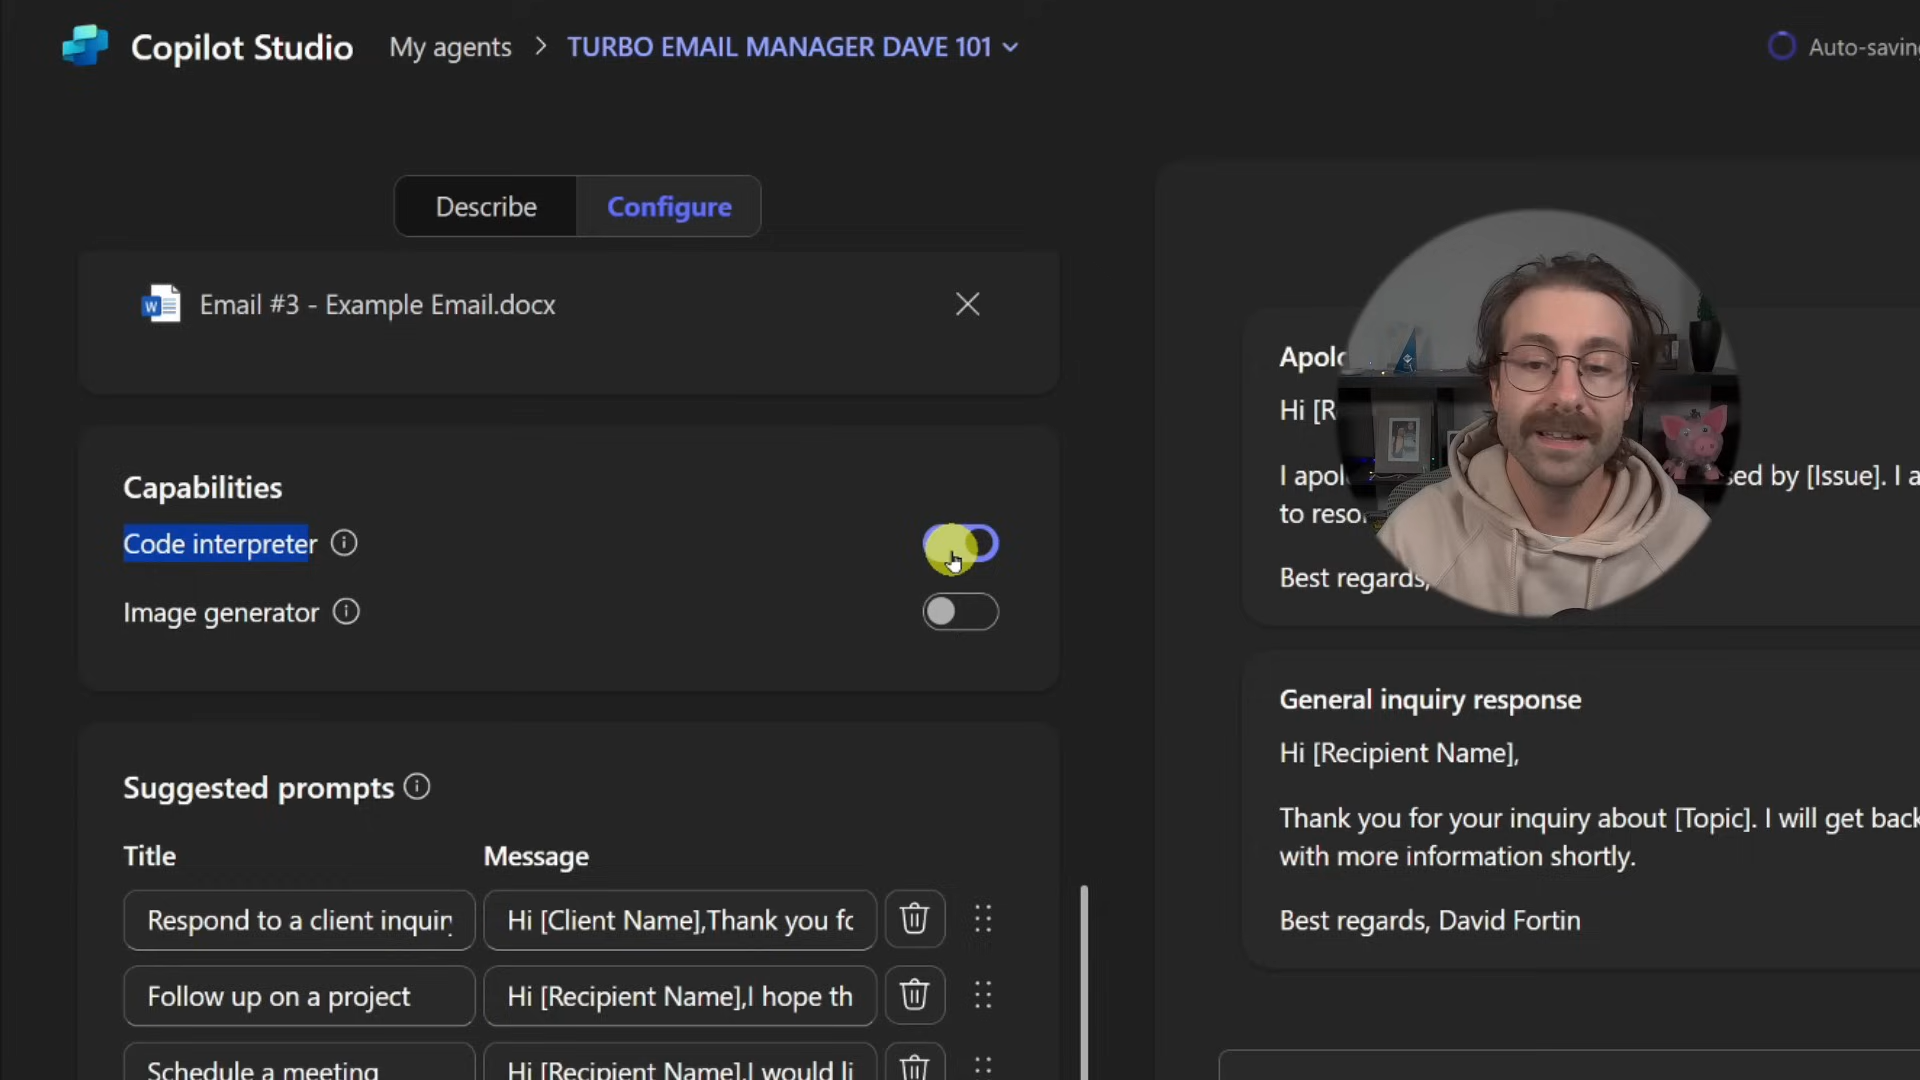 Copilot Studio My agents > TURBO EMAIL MANAGER DAVE 101
Auto-saving
Describe Configure
Email #3 - Example Email.docx
Capabilities
Code interpreter
Image generator
Suggested prompts
Title Message
Respond to a client inquir Hi [Client Name],Thank you fo
Follow up on a project Hi [Recipient Name],I hope th
Schedule a meeting Hi [Recipient Name],I would li
Hi [R
I apol sed by [Issue]. I a
to resol
Best regards,
General inquiry response
Hi [Recipient Name],
Thank you for your inquiry about [Topic]. I will get back
with more information shortly.
Best regards, David Fortin